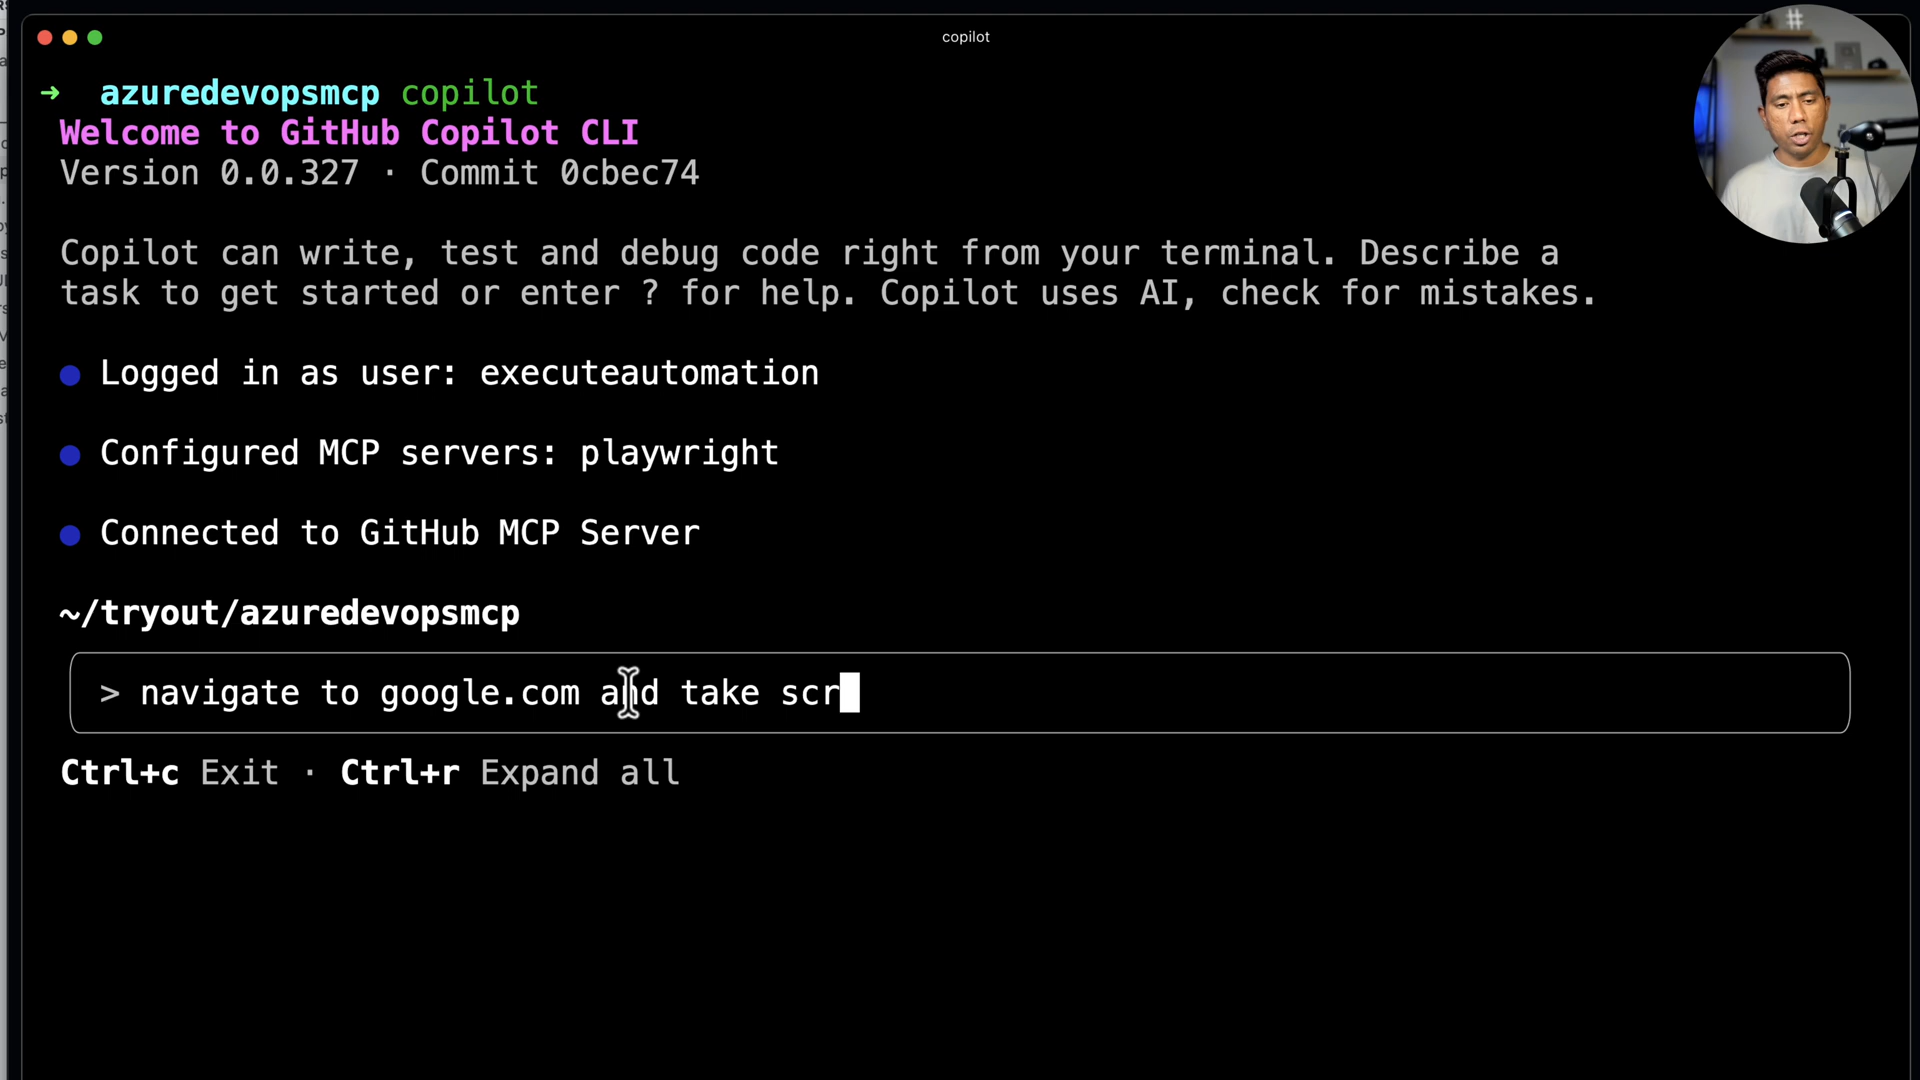 copilot
➜ azuredevopsmcp copilot
Welcome to GitHub Copilot CLI
Version 0.0.327 · Commit 0cbec74
Copilot can write, test and debug code right from your terminal. Describe a
task to get started or enter ? for help. Copilot uses AI, check for mistakes.
● Logged in as user: executeautomation
● Configured MCP servers: playwright
● Connected to GitHub MCP Server
~/tryout/azuredevopsmcp
> navigate to google.com and take scr
Ctrl+c Exit · Ctrl+r Expand all